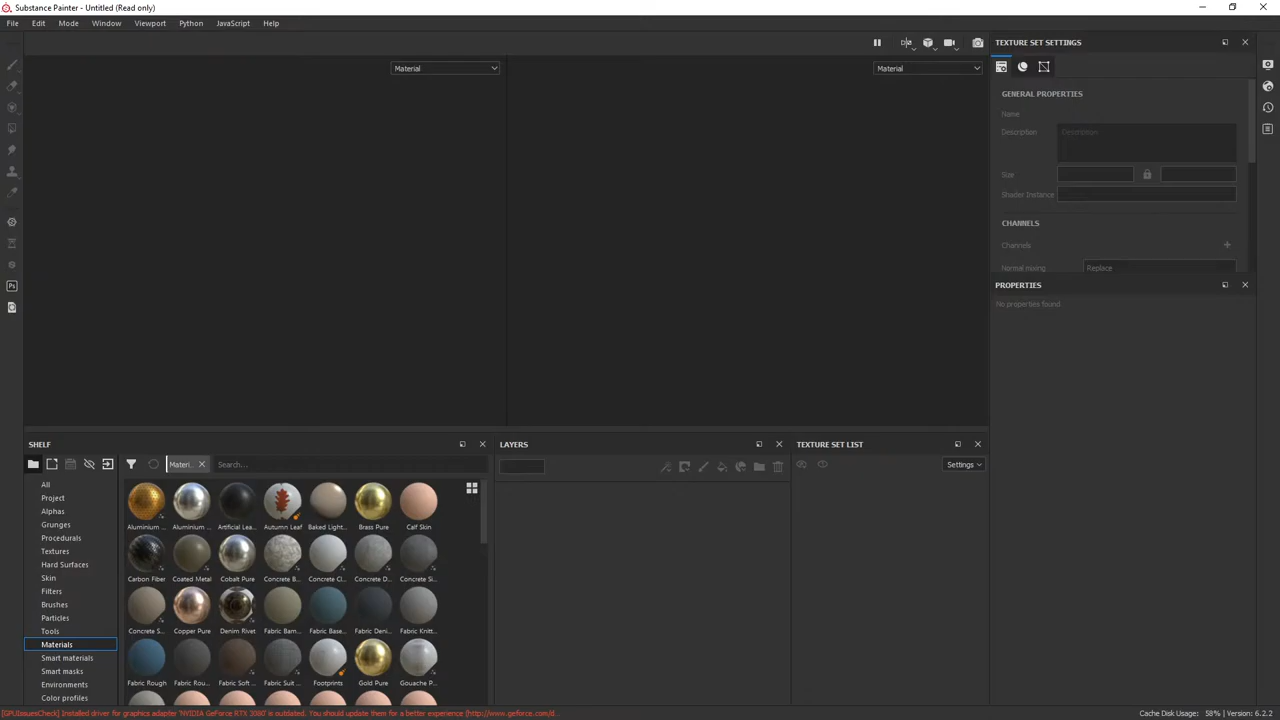 Substance Painter - Untitled (Read only)
File Edit Mode Window Viewport Python JavaScript Help
Material
Material
TEXTURE SET SETTINGS
GENERAL PROPERTIES
Name
Description Description
Size
Shader Instance
CHANNELS
Channels
Normal mixing Replace
PROPERTIES
No properties found
Ps
SHELF
Materi...
Search...
All
Project
Alphas
Grunges
Procedurals
Textures
Hard Surfaces
Skin
Filters
Brushes
Particles
Tools
Materials
Smart materials
Smart masks
Environments
Color profiles
Aluminium ... Aluminium ... Artificial Lea... Autumn Leaf Baked Light... Brass Pure Calf Skin
Carbon Fiber Coated Metal Cobalt Pure Concrete B... Concrete Cl... Concrete D... Concrete Si...
Concrete S... Copper Pure Denim Rivet Fabric Bam... Fabric Base... Fabric Deni... Fabric Knitt...
Fabric Rough Fabric Rou... Fabric Soft ... Fabric Suit ... Footprints Gold Pure Gouache P...
LAYERS
TEXTURE SET LIST
Settings
[GPUIssuesCheck] Installed driver for graphics adapter 'NVIDIA GeForce RTX 3080' is outdated. You should update them for a better experience (http://www.geforce.com/d
Cache Disk Usage: 58% | Version: 6.2.2